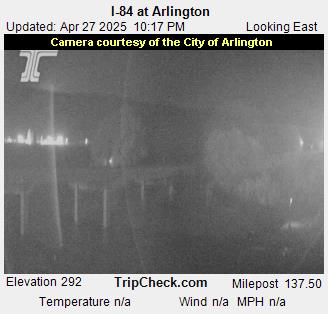 I-84 at Arlington
Updated: Apr 27 2025 10:17 PM Looking East
Camera courtesy of the City of Arlington
Elevation 292 TripCheck.com Milepost 137.50
Temperature n/a Wind n/a MPH n/a